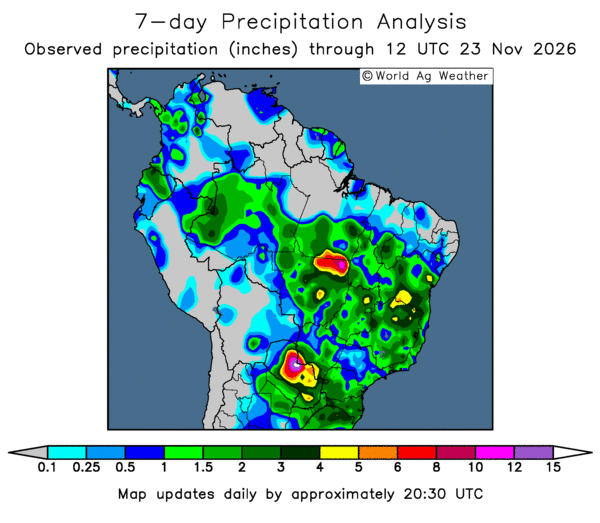 7-day Precipitation Analysis
Observed precipitation (inches) through 12 UTC 23 Nov 2026
©World Ag Weather
0.1 0.25 0.5 1 1.5 2 3 4 5 6 8 10 12 15
Map updates daily by approximately 20:30 UTC